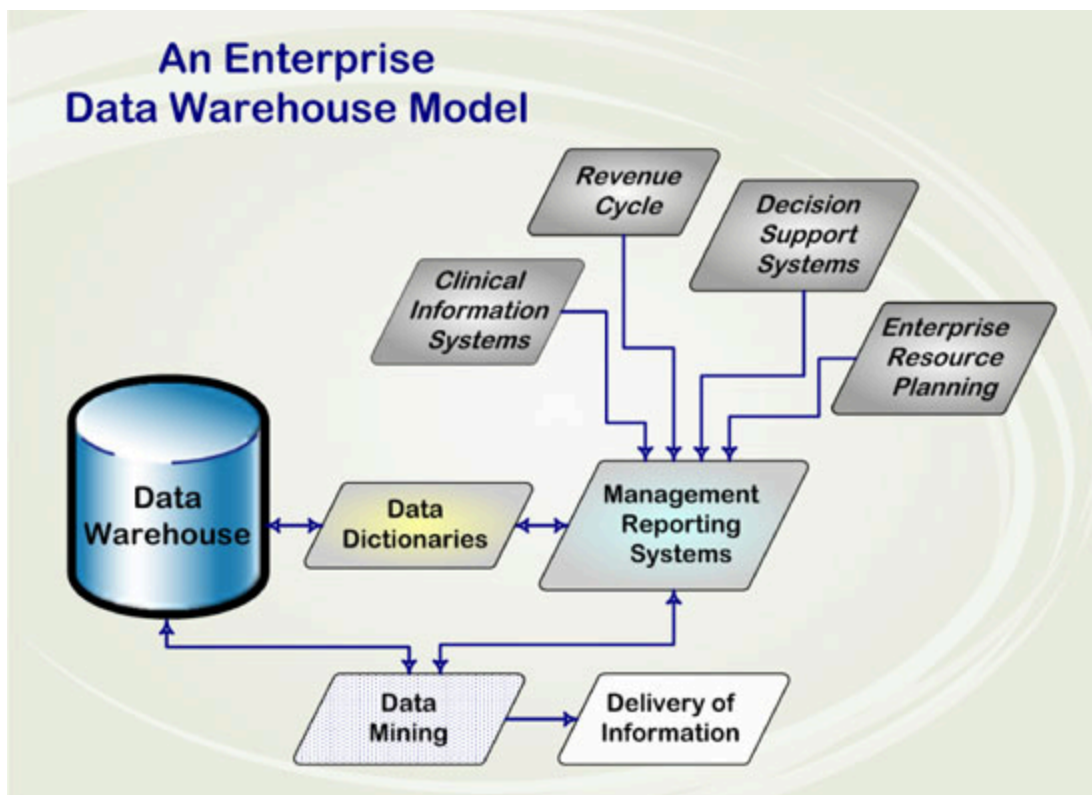 An Enterprise
Data Warehouse Model
Revenue
Cycle
Decision
Support
Systems
Clinical
Information
Systems
Enterprise
Resource
Planning
Data
Warehouse
Data
Dictionaries
Management
Reporting
Systems
Data
Mining
Delivery of
Information